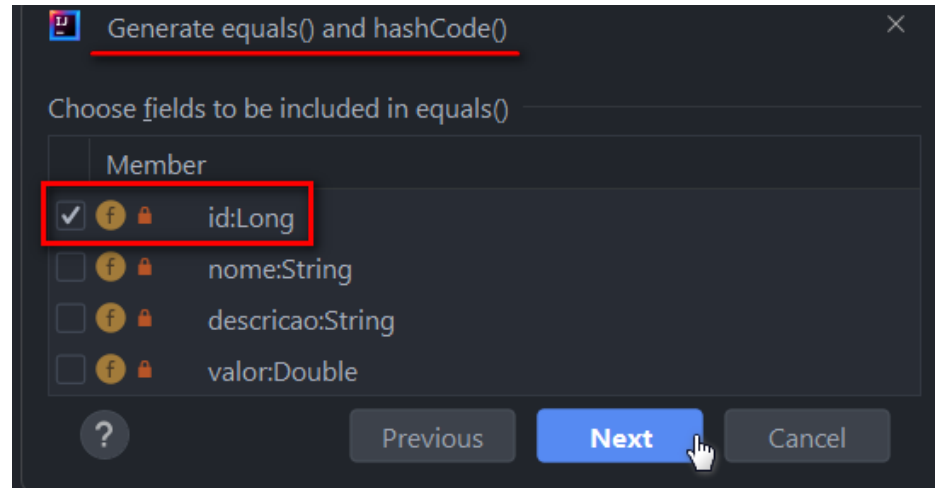 Generate equals() and hashCode()
Choose fields to be included in equals()
Member
id:Long
nome:String
descricao:String
valor:Double
? Previous Next Cancel